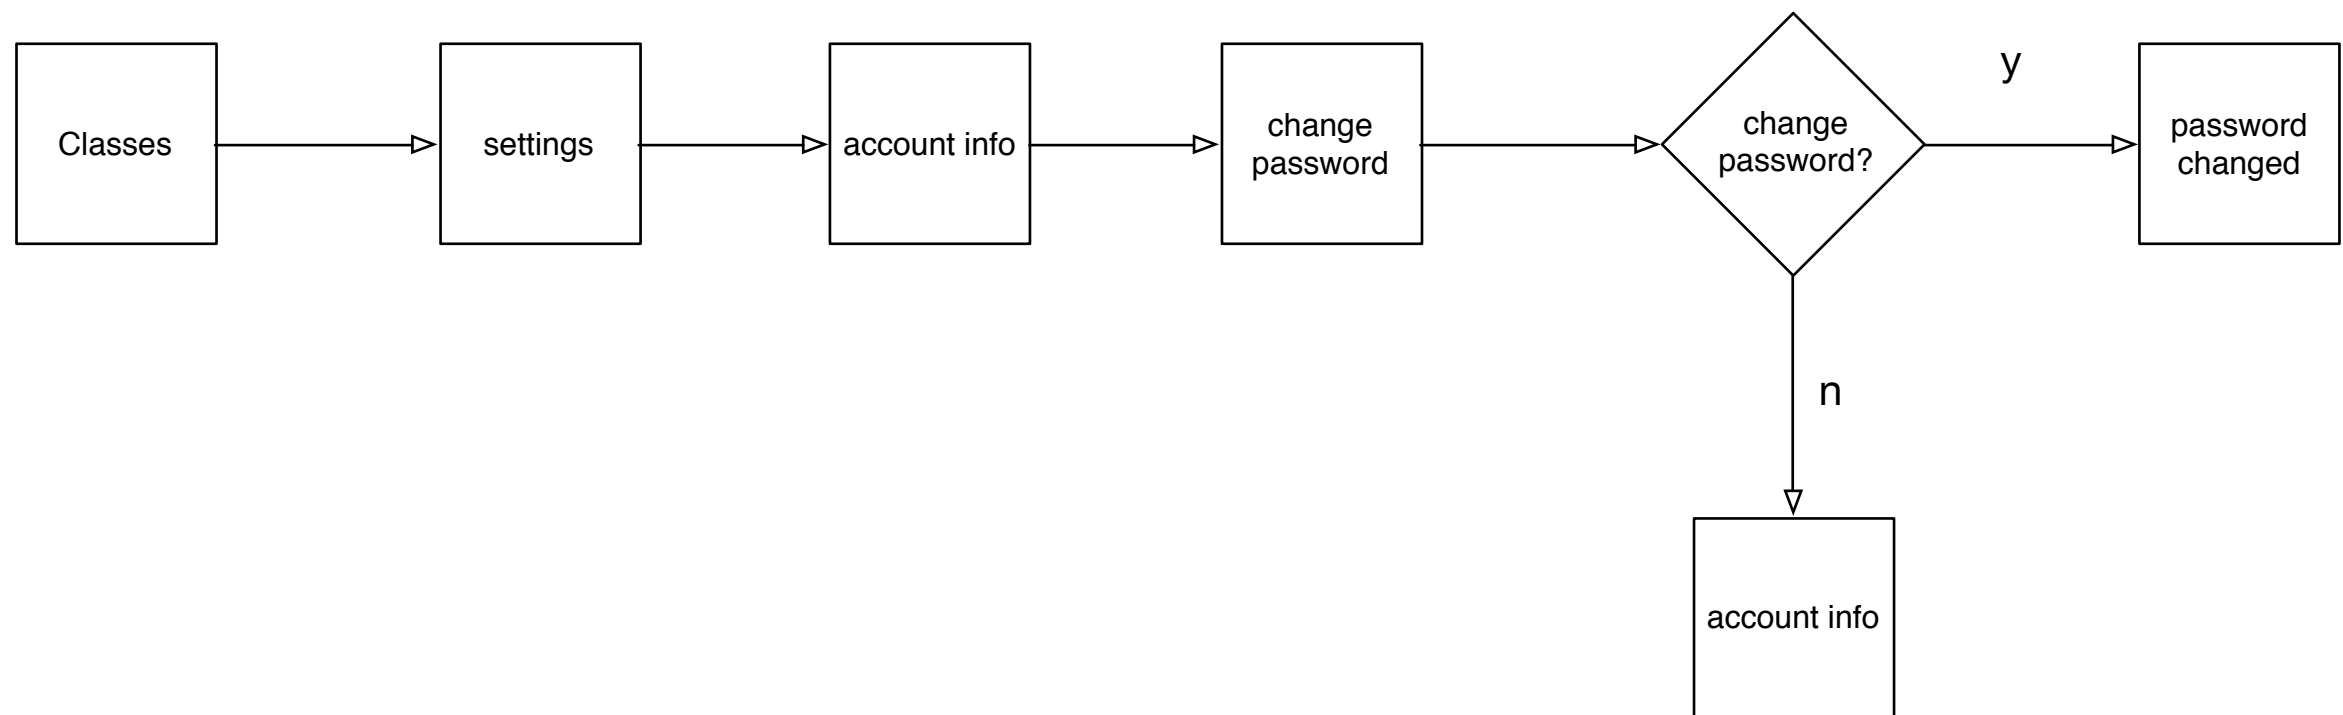 Classes
settings
account info
change
password
change
password?
y
password
changed
n
account info